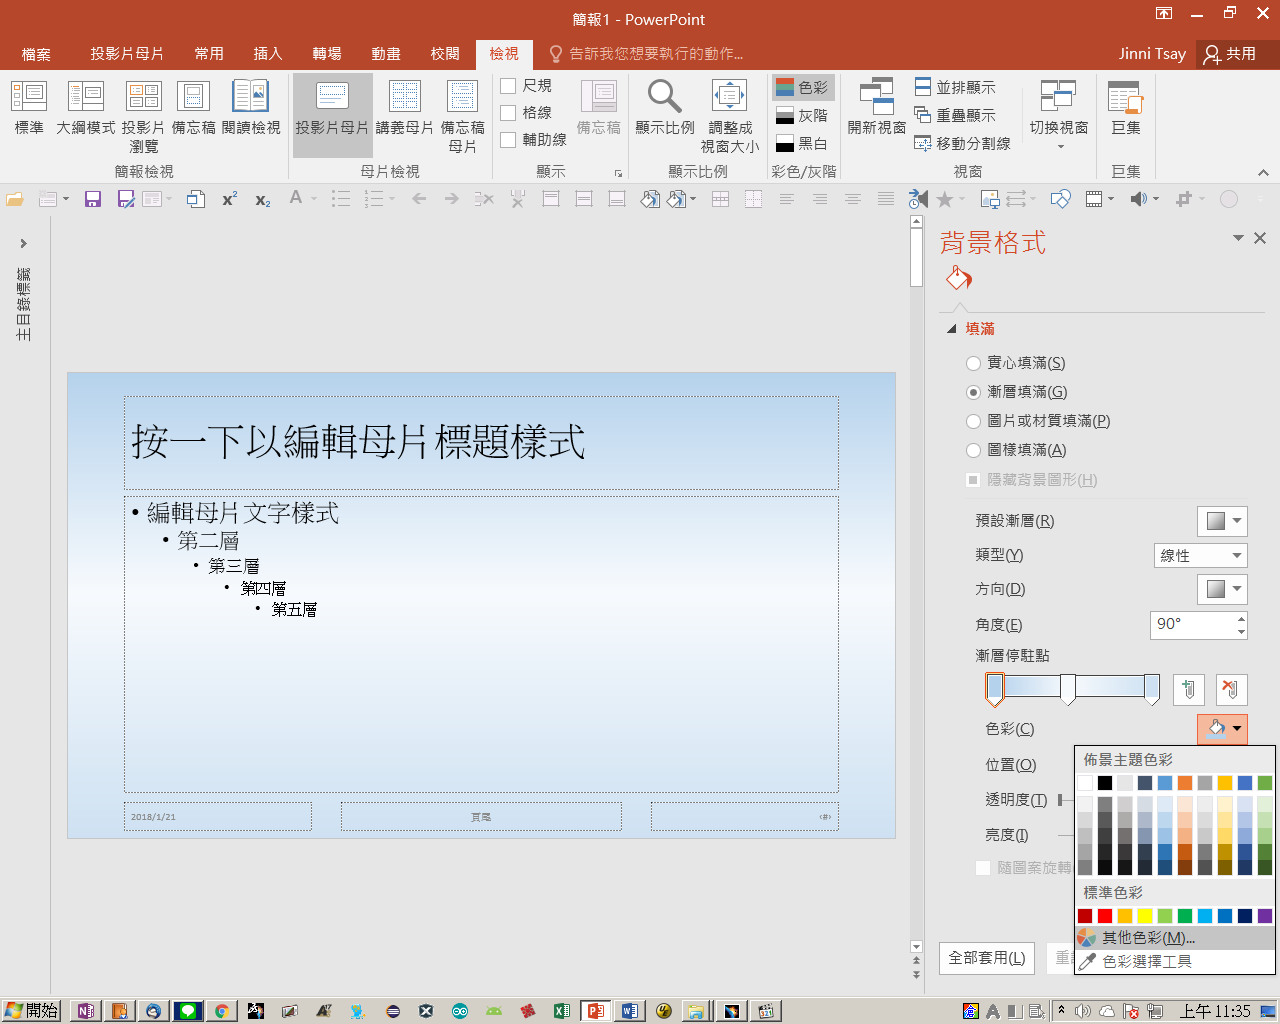 簡報1 - PowerPoint
檔案 投影片母片 常用 插入 轉場 動畫 校閱 檢視 告訴我您想要執行的動作... Jinni Tsay 共用
標準 大綱模式 投影片瀏覽 備忘稿 閱讀檢視
投影片母片 講義母片 備忘稿母片
尺規
格線
輔助線
備忘稿
顯示比例 調整成視窗大小
色彩
灰階
黑白
開新視窗
並排顯示
重疊顯示
移動分割線
切換視窗
巨集
簡報檢視 母片檢視 顯示 顯示比例 彩色/灰階 視窗 巨集
主目錄標籤
按一下以編輯母片標題樣式
• 編輯母片文字樣式
• 第二層
• 第三層
• 第四層
• 第五層
2018/1/21 頁尾 ‹#›
背景格式
填滿
實心填滿(S)
漸層填滿(G)
圖片或材質填滿(P)
圖樣填滿(A)
隱藏背景圖形(H)
預設漸層(R)
類型(Y) 線性
方向(D)
角度(E) 90°
漸層停駐點
色彩(C)
位置(O)
透明度(T)
亮度(I)
隨圖案旋轉
佈景主題色彩
標準色彩
其他色彩(M)...
色彩選擇工具
全部套用(L)
開始 上午 11:35